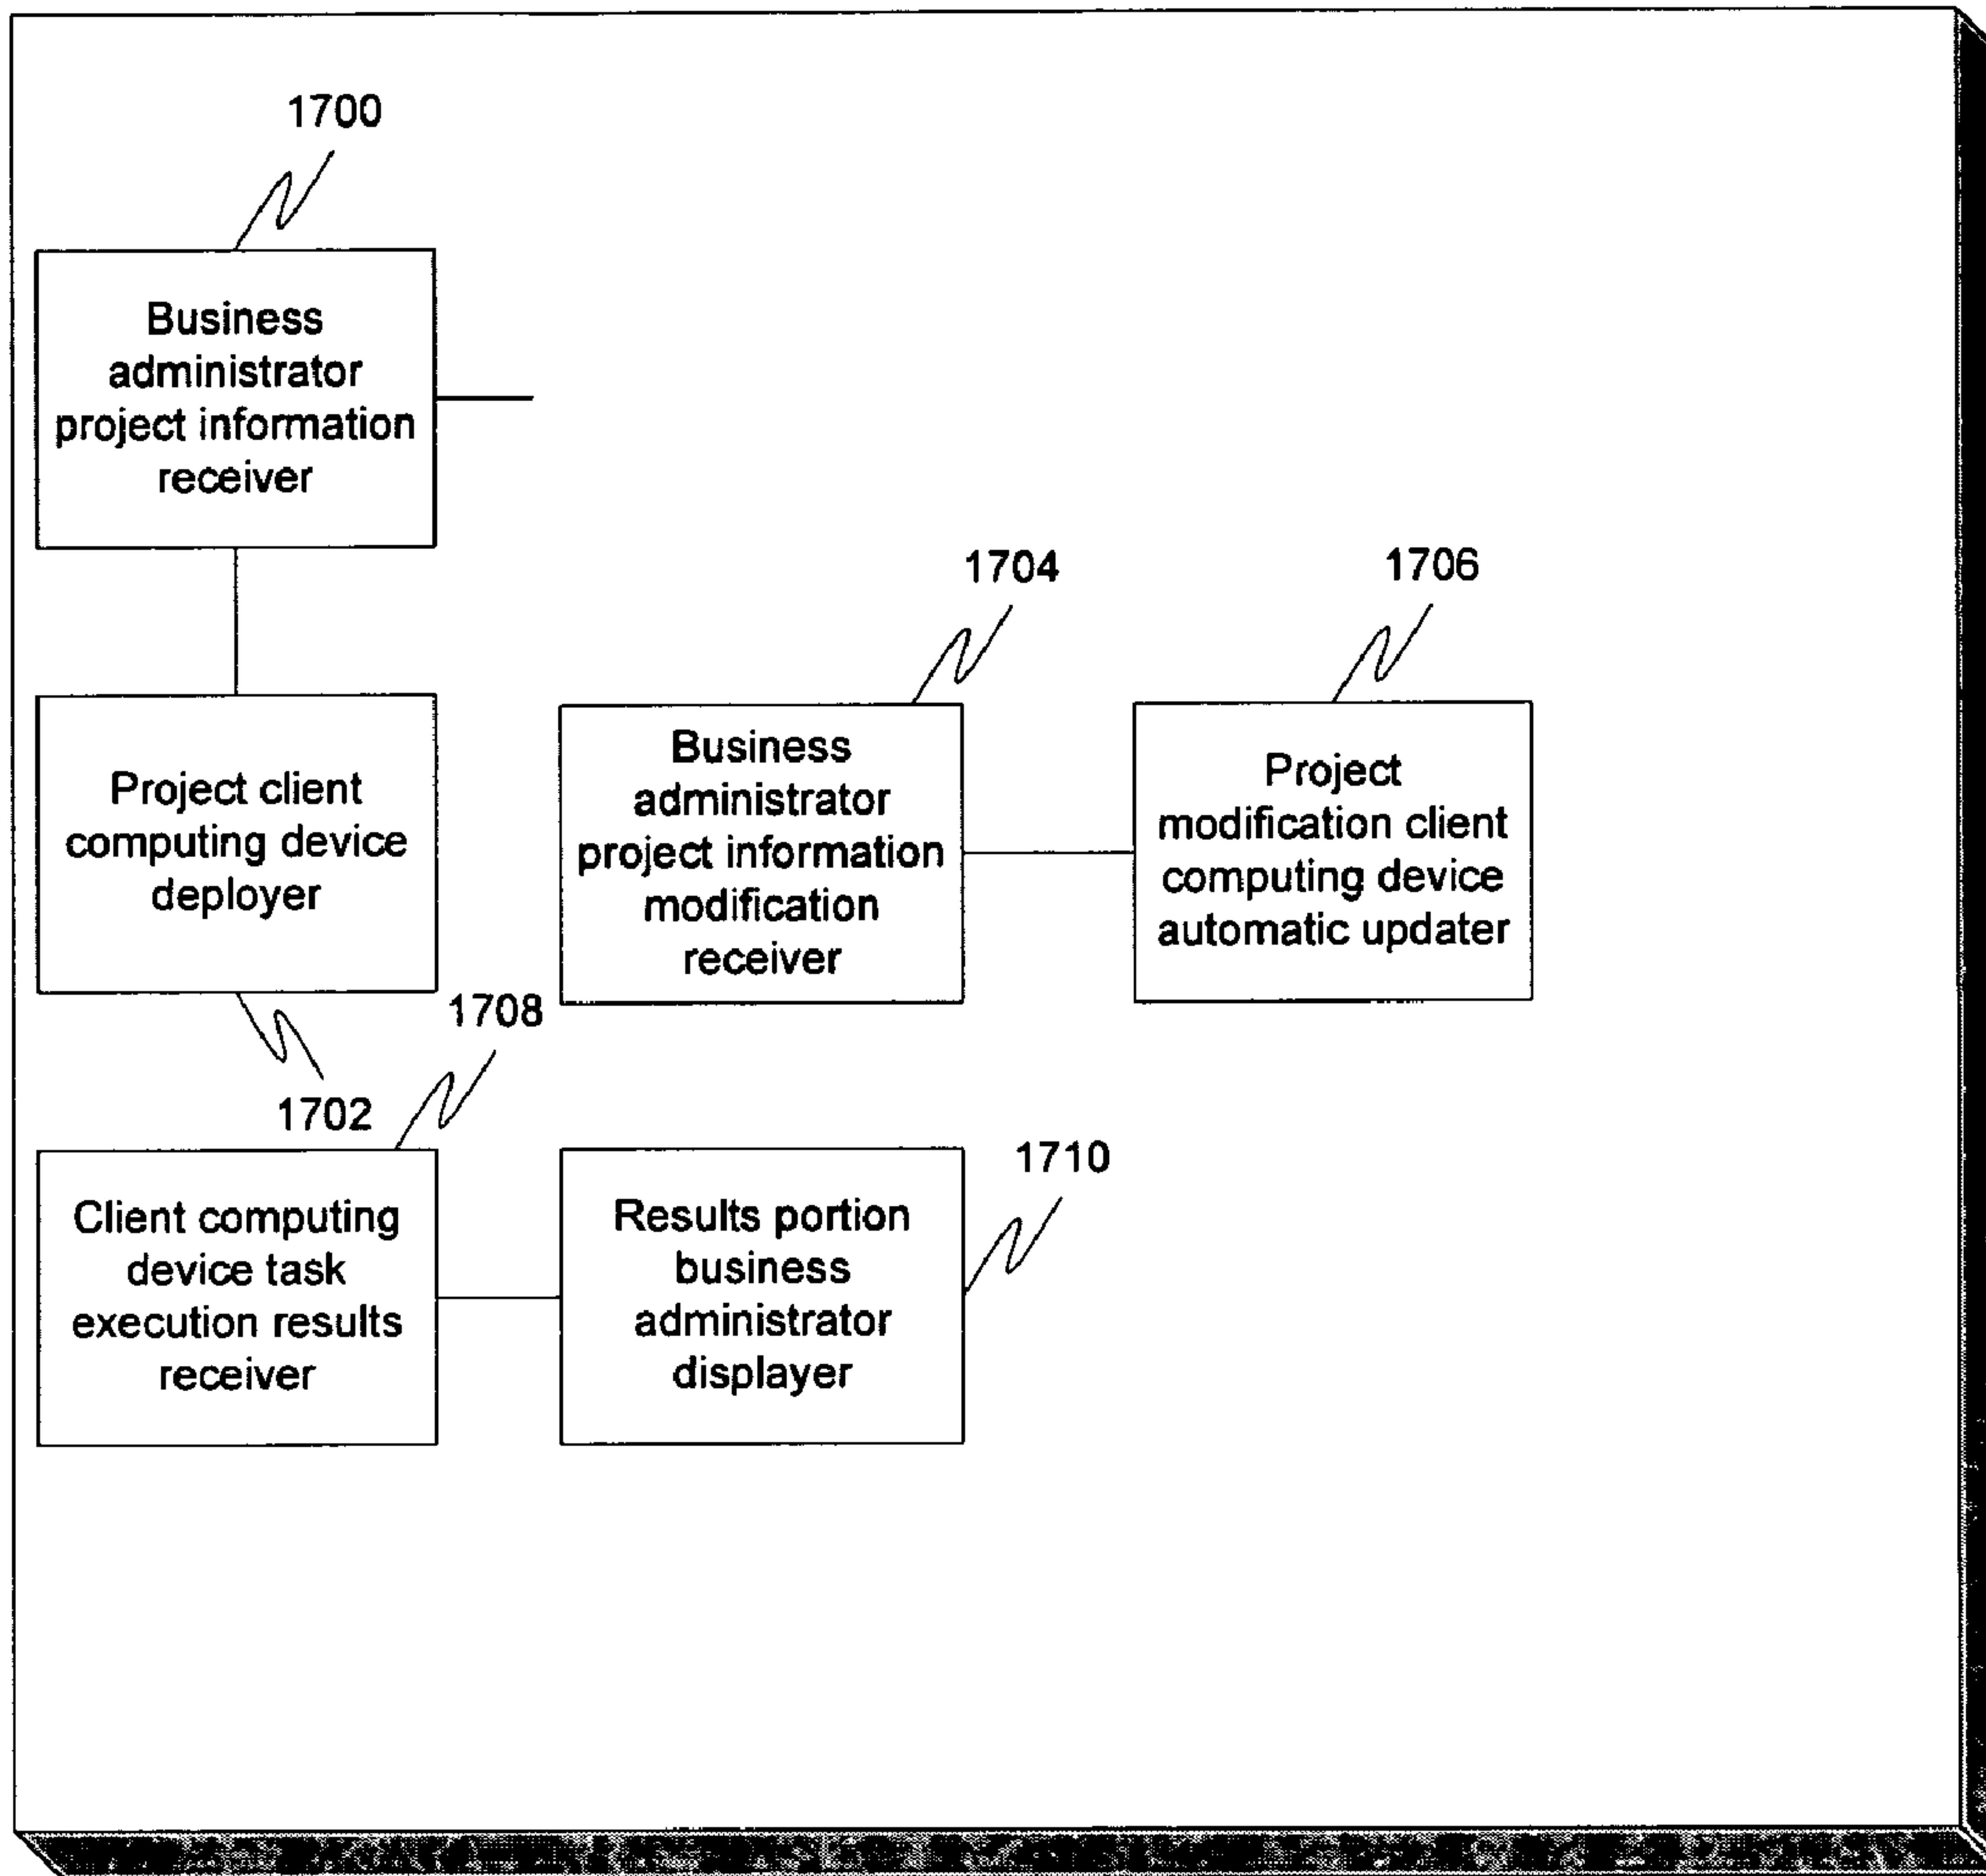 1700
Business
administrator
project information
receiver
1704
1706
Project client
computing device
deployer
Business
administrator
project information
modification
receiver
Project
modification client
computing device
automatic updater
1708
1702
1710
Client computing
device task
execution results
receiver
Results portion
business
administrator
displayer